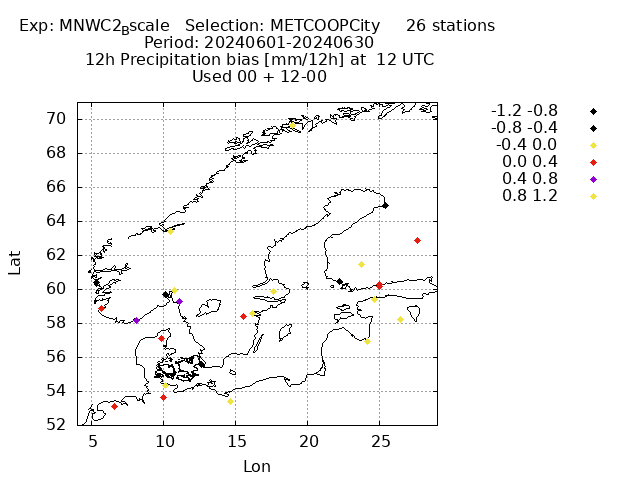 Exp: MNWC2Bscale Selection: METCOOPCity 26 stations
Period: 20240601-20240630
12h Precipitation bias [mm/12h] at 12 UTC
Used 00 + 12-00
-1.2 -0.8
-0.8 -0.4
-0.4 0.0
0.0 0.4
0.4 0.8
0.8 1.2
70
68
66
64
62
60
58
56
54
52
Lat
5 10 15 20 25
Lon